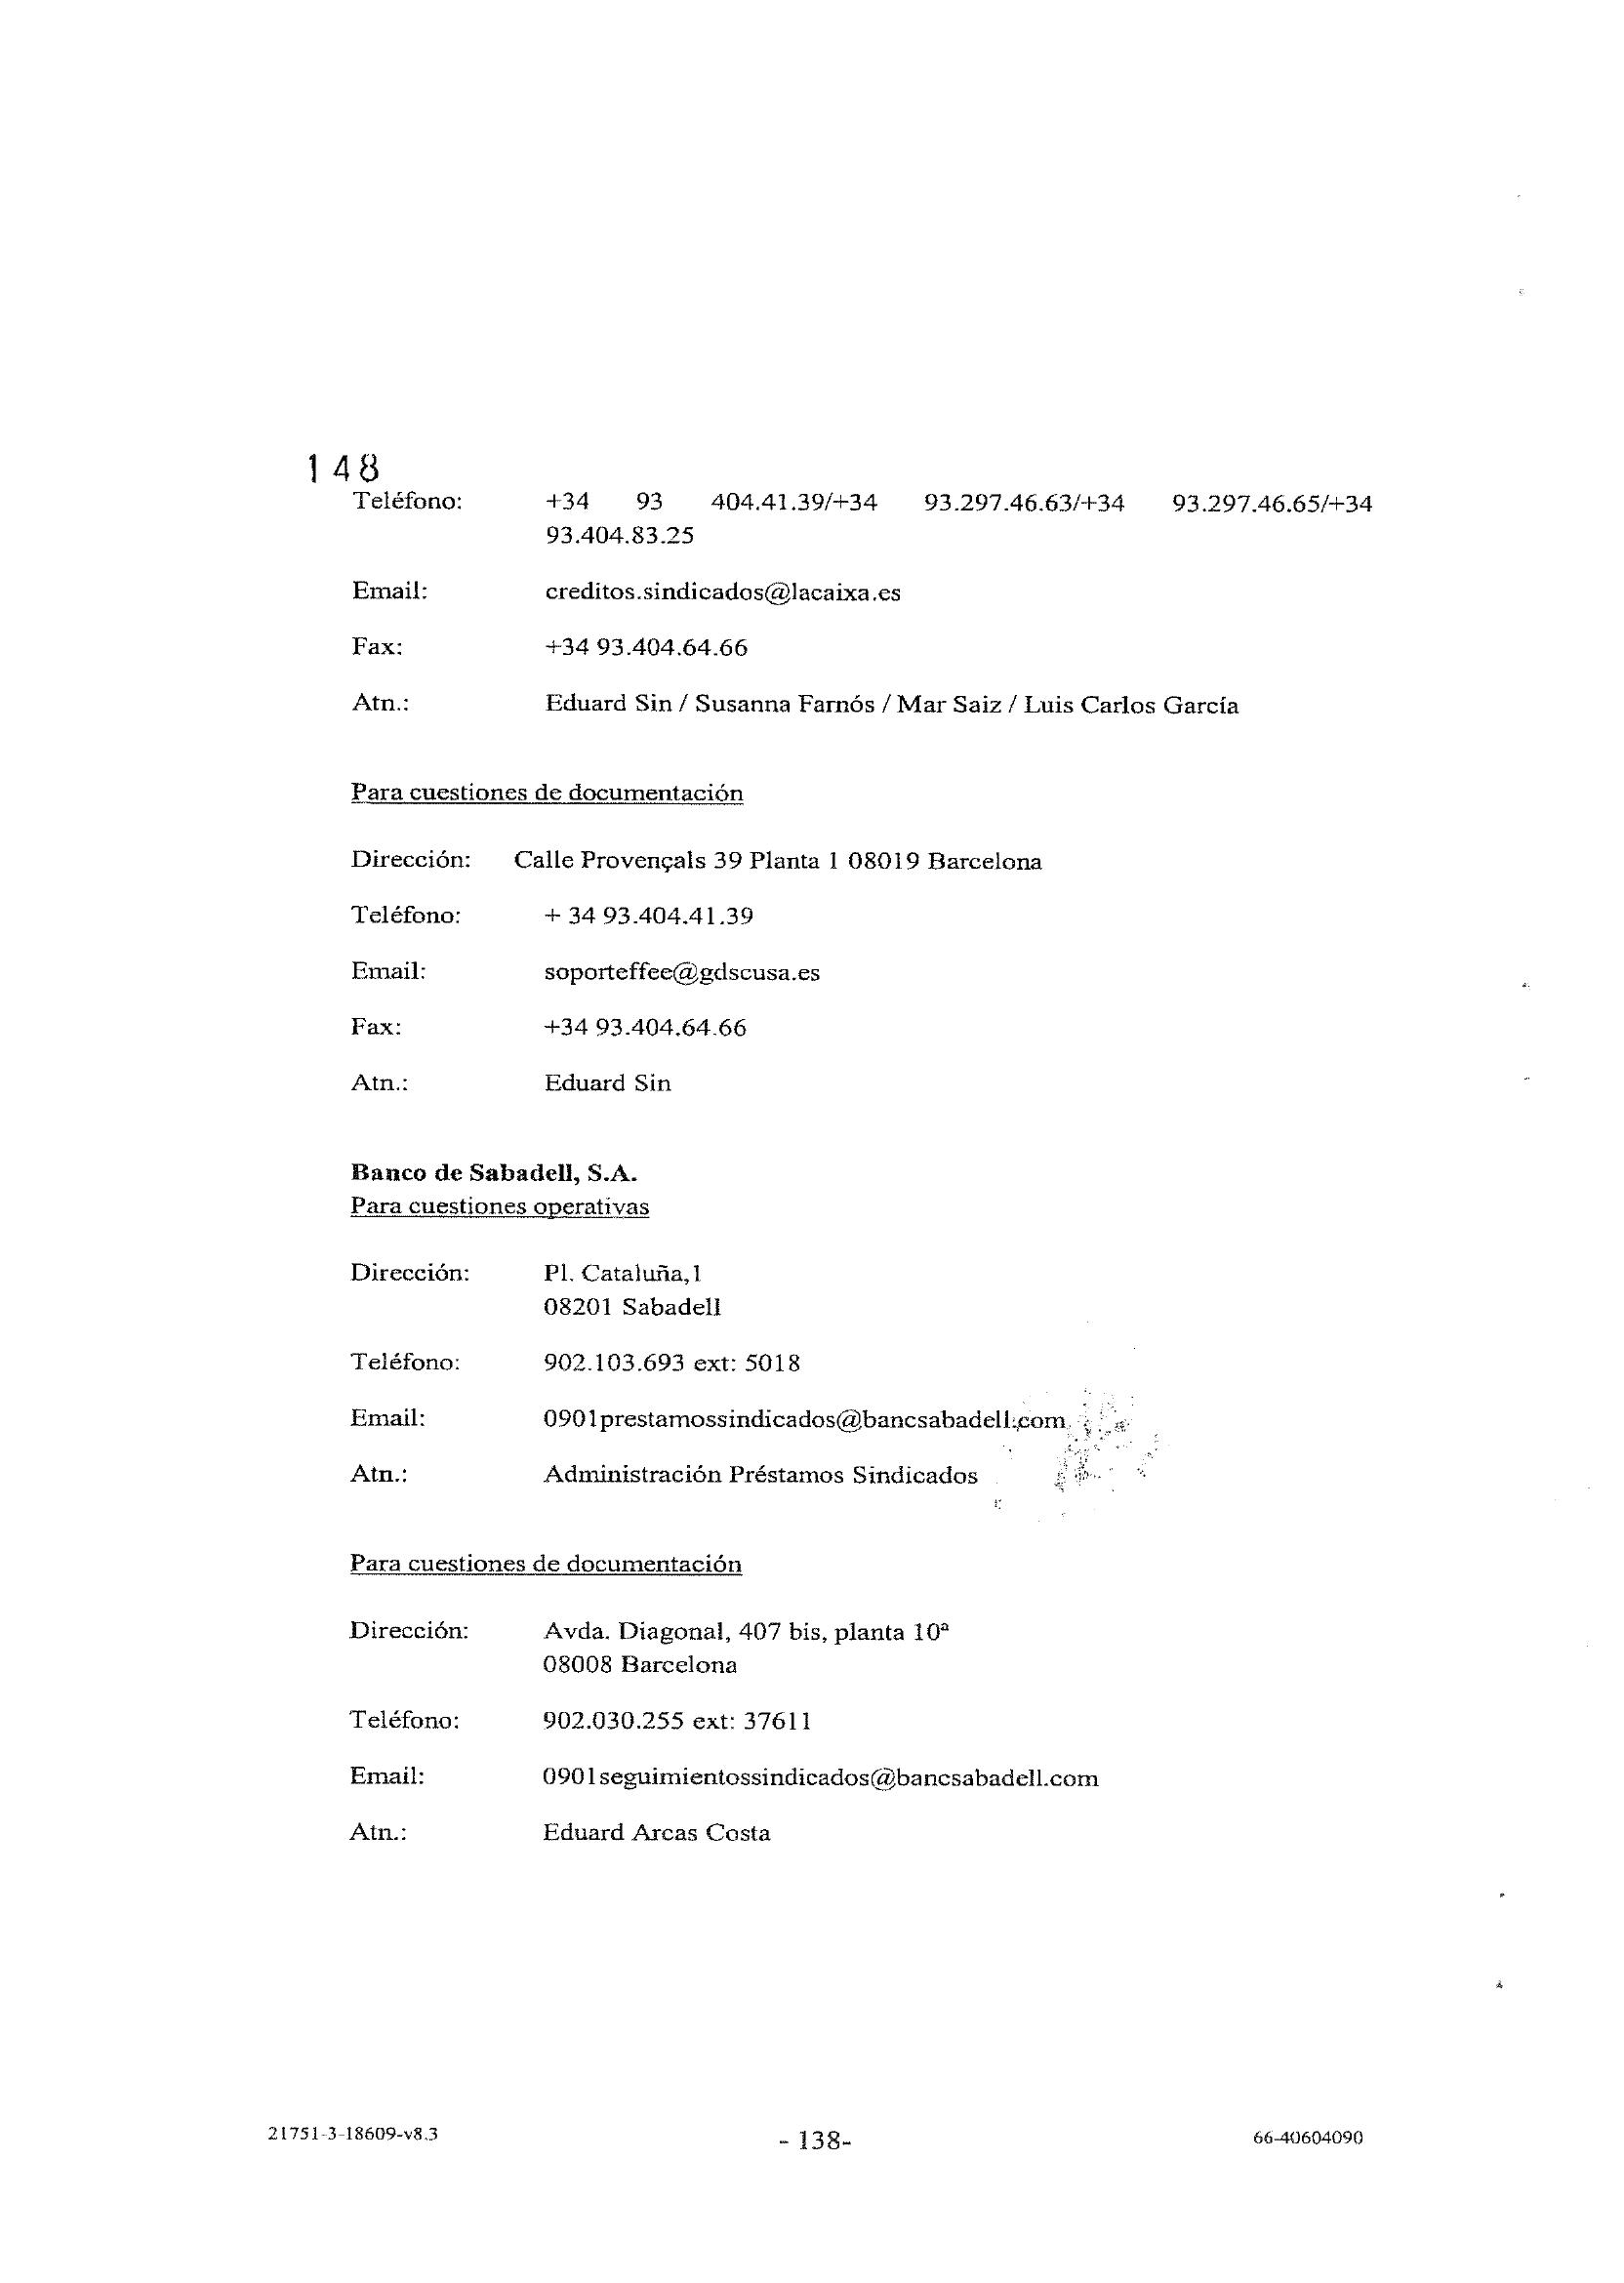 148
Teléfono: +34 93 404.41.39/+34 93.297.46.63/+34 93.297.46.65/+34
93.404.83.25
Email: creditos.sindicados@lacaixa.es
Fax: +34 93.404.64.66
Atn.: Eduard Sin / Susanna Farnós / Mar Saiz / Luis Carlos García
Para cuestiones de documentación
Dirección: Calle Provençals 39 Planta 1 08019 Barcelona
Teléfono: + 34 93.404.41.39
Email: soporteffee@gdscusa.es
Fax: +34 93.404.64.66
Atn.: Eduard Sin
Banco de Sabadell, S.A.
Para cuestiones operativas
Dirección: Pl. Cataluña,1
08201 Sabadell
Teléfono: 902.103.693 ext: 5018
Email: 0901prestamossindicados@bancsabadell.com
Atn.: Administración Préstamos Sindicados
Para cuestiones de documentación
Dirección: Avda. Diagonal, 407 bis, planta 10ª
08008 Barcelona
Teléfono: 902.030.255 ext: 37611
Email: 0901seguimientossindicados@bancsabadell.com
Atn.: Eduard Arcas Costa
21751-3-18609-v8.3 - 138- 66-40604090